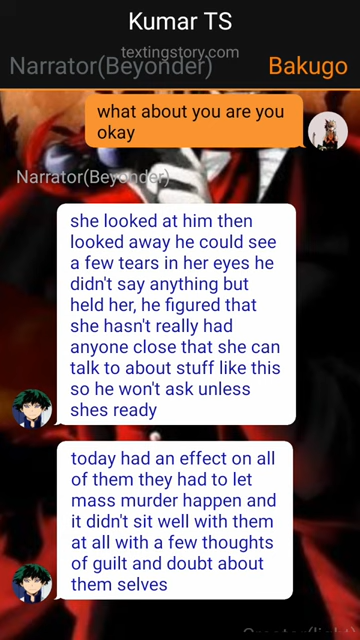 Kumar TS
textingstory.com
Narrator(Beyonder)
Bakugo
what about you are you
okay
Narrator(Beyonder)
she looked at him then
looked away he could see
a few tears in her eyes he
didn't say anything but
held her, he figured that
she hasn't really had
anyone close that she can
talk to about stuff like this
so he won't ask unless
shes ready
today had an effect on all
of them they had to let
mass murder happen and
it didn't sit well with them
at all with a few thoughts
of guilt and doubt about
them selves